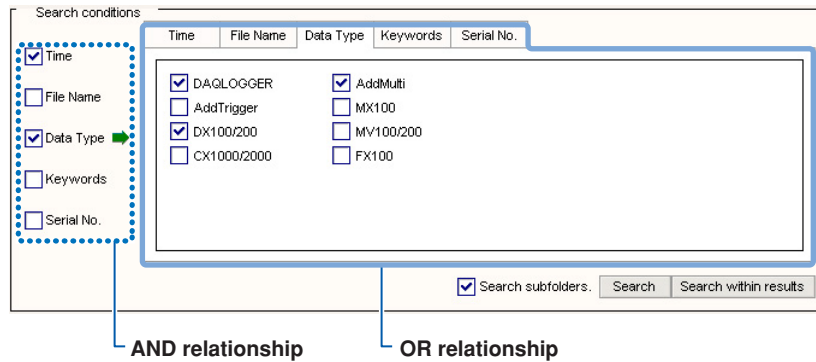 Search conditions
Time File Name Data Type Keywords Serial No.
Time
File Name
Data Type
Keywords
Serial No.
DAQLOGGER AddMulti
AddTrigger MX100
DX100/200 MV100/200
CX1000/2000 FX100
Search subfolders. Search Search within results
AND relationship OR relationship